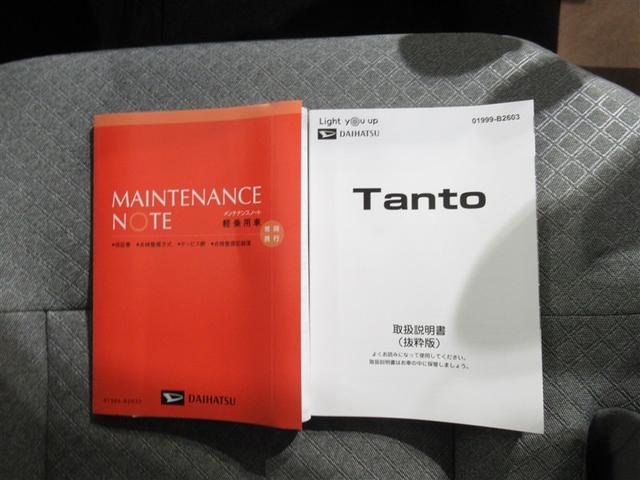 MAINTENANCE
NOTE
メンテナンスノート
軽乗用車
常時
携行
●保証書 ●点検整備方式 ●サービス網 ●点検整備記録簿
DAIHATSU
Light you up
DAIHATSU
01999-B2603
Tanto
取扱説明書
（抜粋版）
よくお読みになって使用してください。
取扱説明書はお車の中に保管しましょう。